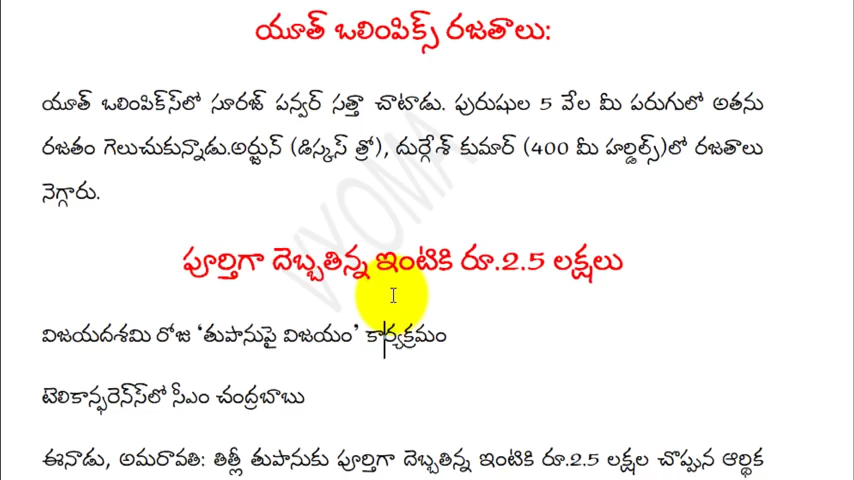 యూత్ ఒలింపిక్స్ రజతాలు:
యూత్ ఒలింపిక్‌స్‌లో సూరజ్ పన్వర్ సత్తా చాటాడు. పురుషుల 5 వేల మీ పరుగులో అతను
రజతం గెలుచుకున్నాడు.అర్జున్ (డిస్కస్ త్రో), దుర్గేశ్ కుమార్ (400 మీ హర్డిల్స్)లో రజతాలు
నెగ్గారు.
VYOMA
పూర్తిగా దెబ్బతిన్న ఇంటికి రూ.2.5 లక్షలు
విజయదశమి రోజు ‘తుపానుపై విజయం’ కార్యక్రమం
టెలికాన్ఫరెన్‌స్‌లో సీఎం చంద్రబాబు
ఈనాడు, అమరావతి: తిత్లీ తుపానుకు పూర్తిగా దెబ్బతిన్న ఇంటికి రూ.2.5 లక్షల చొప్పున ఆర్థిక